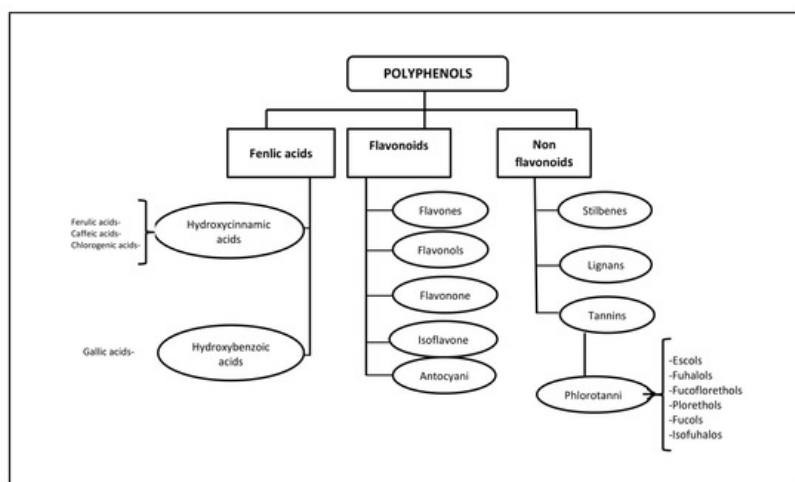 POLYPHENOLS
Fenlic acids
Flavonoids
Non
flavonoids
Ferulic acids-
Caffeic acids-
Chlorogenic acids-
Hydroxycinnamic
acids
Gallic acids-
Hydroxybenzoic
acids
Flavones
Flavonols
Flavonone
Isoflavone
Antocyani
Stilbenes
Lignans
Tannins
Phlorotanni
-Escols
-Fuhalols
-Fucoflorethols
-Plorethols
-Fucols
-Isofuhalos